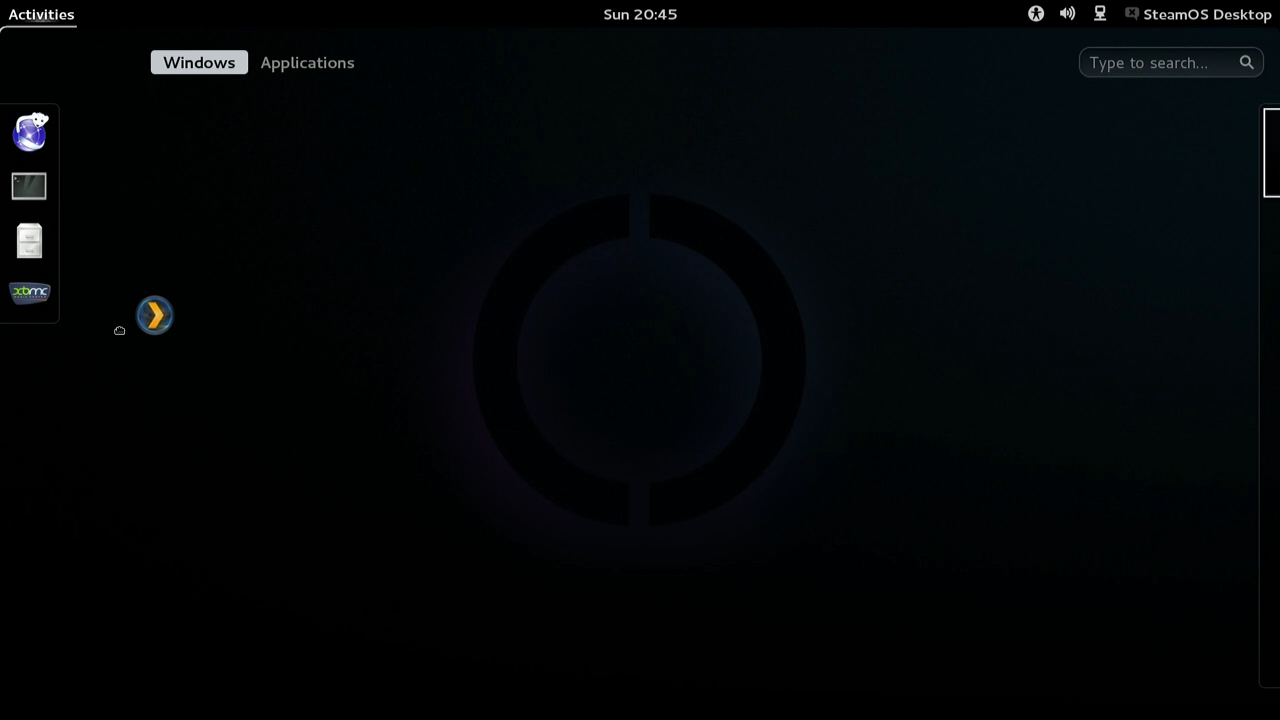 Activities
Sun 20:45
SteamOS Desktop
Windows
Applications
Type to search...
xbmc